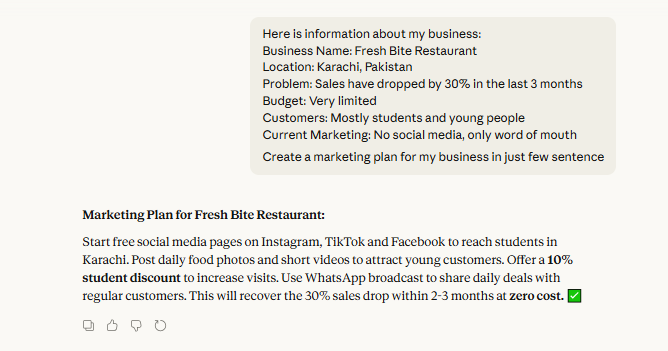 Here is information about my business:
Business Name: Fresh Bite Restaurant
Location: Karachi, Pakistan
Problem: Sales have dropped by 30% in the last 3 months
Budget: Very limited
Customers: Mostly students and young people
Current Marketing: No social media, only word of mouth
Create a marketing plan for my business in just few sentence
Marketing Plan for Fresh Bite Restaurant:
Start free social media pages on Instagram, TikTok and Facebook to reach students in
Karachi. Post daily food photos and short videos to attract young customers. Offer a 10%
student discount to increase visits. Use WhatsApp broadcast to share daily deals with
regular customers. This will recover the 30% sales drop within 2-3 months at zero cost. ✅